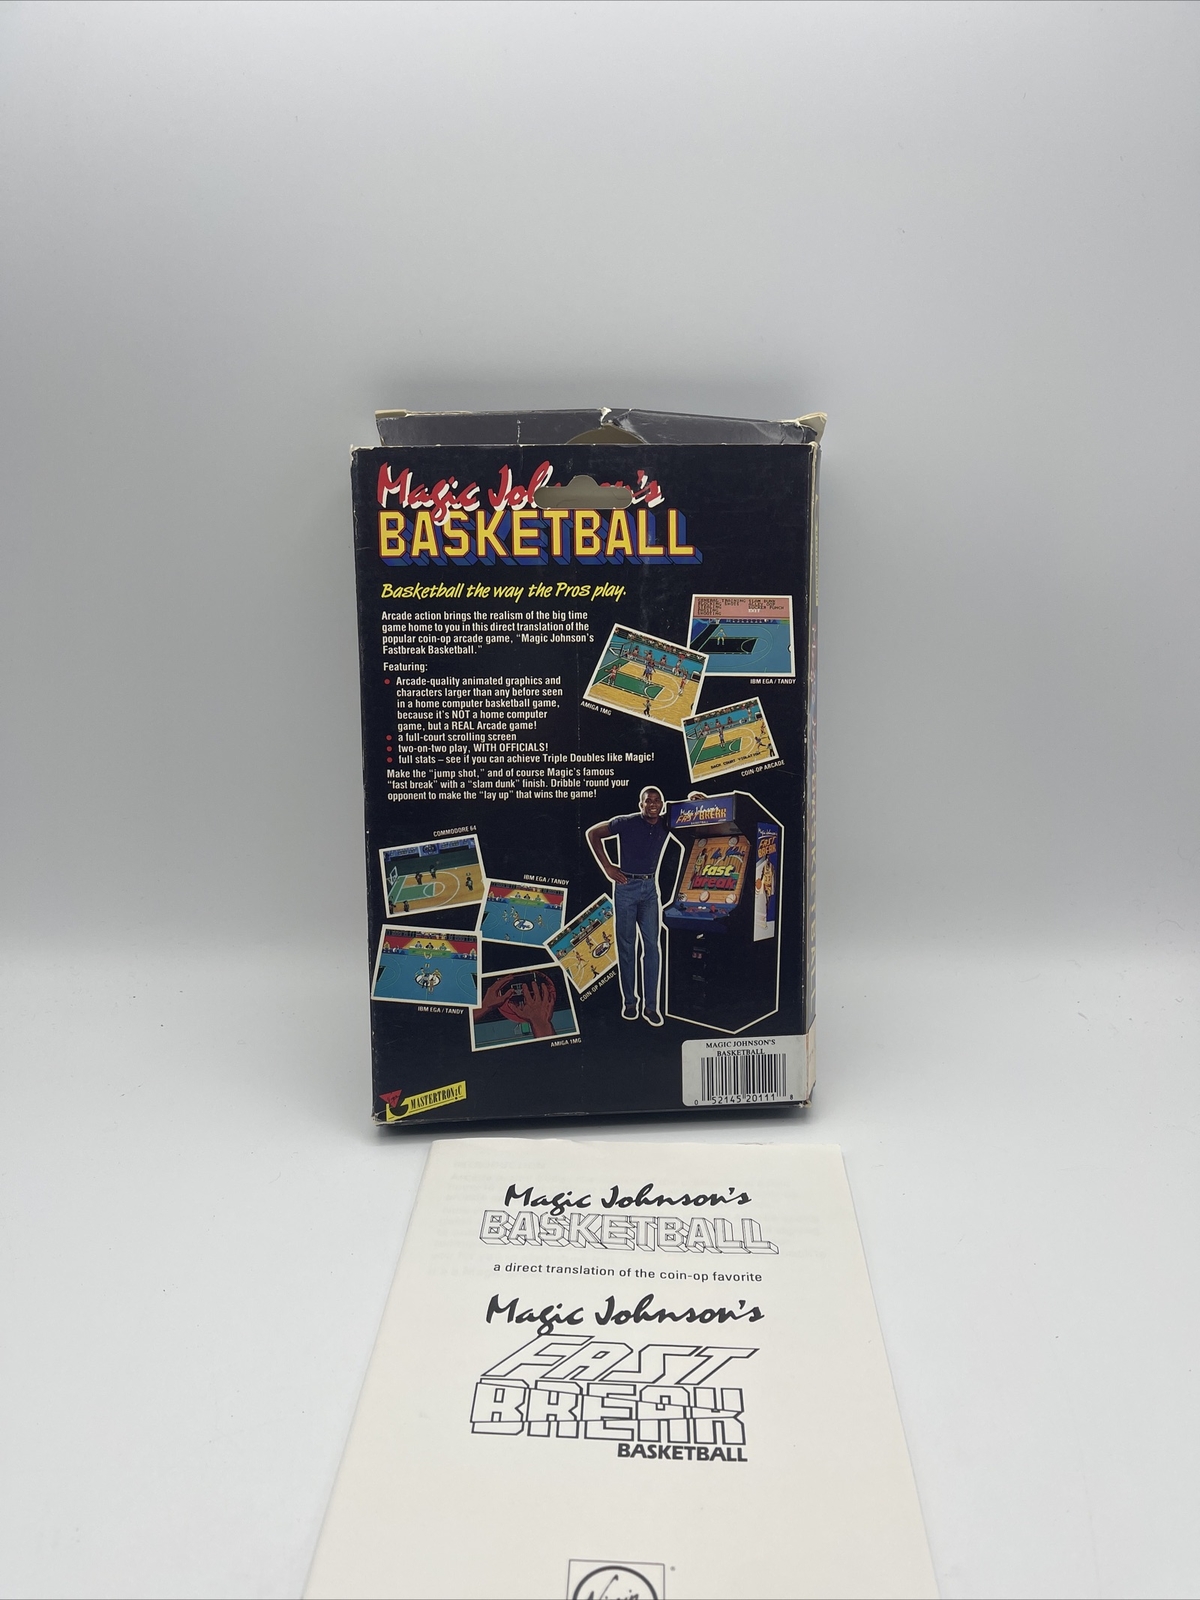 Magic Johnson's
BASKETBALL
Basketball the way the Pros play.
Arcade action brings the realism of the big time
game home to you in this direct translation of the
popular coin-op arcade game, "Magic Johnson's
Fastbreak Basketball."
Featuring:
• Arcade-quality animated graphics and
characters larger than any before seen
in a home computer basketball game,
because it's NOT a home computer
game, but a REAL Arcade game!
• a full-court scrolling screen
• two-on-two play, WITH OFFICIALS!
• full stats – see if you can achieve Triple Doubles like Magic!
Make the "jump shot," and of course Magic's famous
"fast break" with a "slam dunk" finish. Dribble 'round your
opponent to make the "lay up" that wins the game!
IBM EGA / TANDY
AMIGA 1MG
COIN-OP ARCADE
COMMODORE 64
IBM EGA / TANDY
IBM EGA / TANDY
COIN-OP ARCADE
AMIGA 1MG
Magic Johnson's
FAST BREAK
fast
break
FAST
BREAK
MASTERTRONIC
MAGIC JOHNSON'S
BASKETBALL
0 52145 20111 8
Magic Johnson's
BASKETBALL
a direct translation of the coin-op favorite
Magic Johnson's
FAST
BREAK
BASKETBALL
Virgin